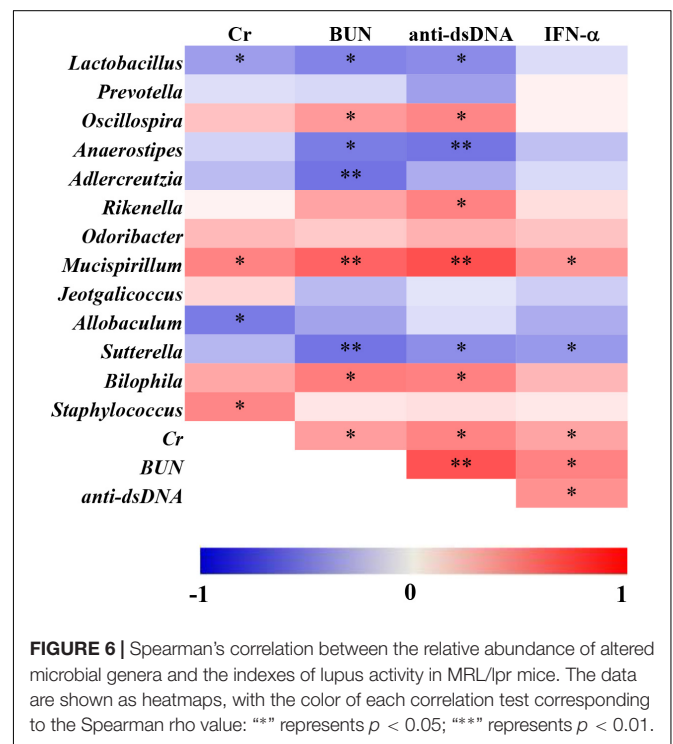 Cr BUN anti-dsDNA IFN-α
Lactobacillus * * *
Prevotella
Oscillospira * *
Anaerostipes * **
Adlercreutzia **
Rikenella *
Odoribacter
Mucispirillum * ** ** *
Jeotgalicoccus
Allobaculum *
Sutterella ** * *
Bilophila * *
Staphylococcus *
Cr * * *
BUN ** *
anti-dsDNA *
-1 0 1
FIGURE 6 | Spearman's correlation between the relative abundance of altered
microbial genera and the indexes of lupus activity in MRL/lpr mice. The data
are shown as heatmaps, with the color of each correlation test corresponding
to the Spearman rho value: “*” represents p < 0.05; “**” represents p < 0.01.